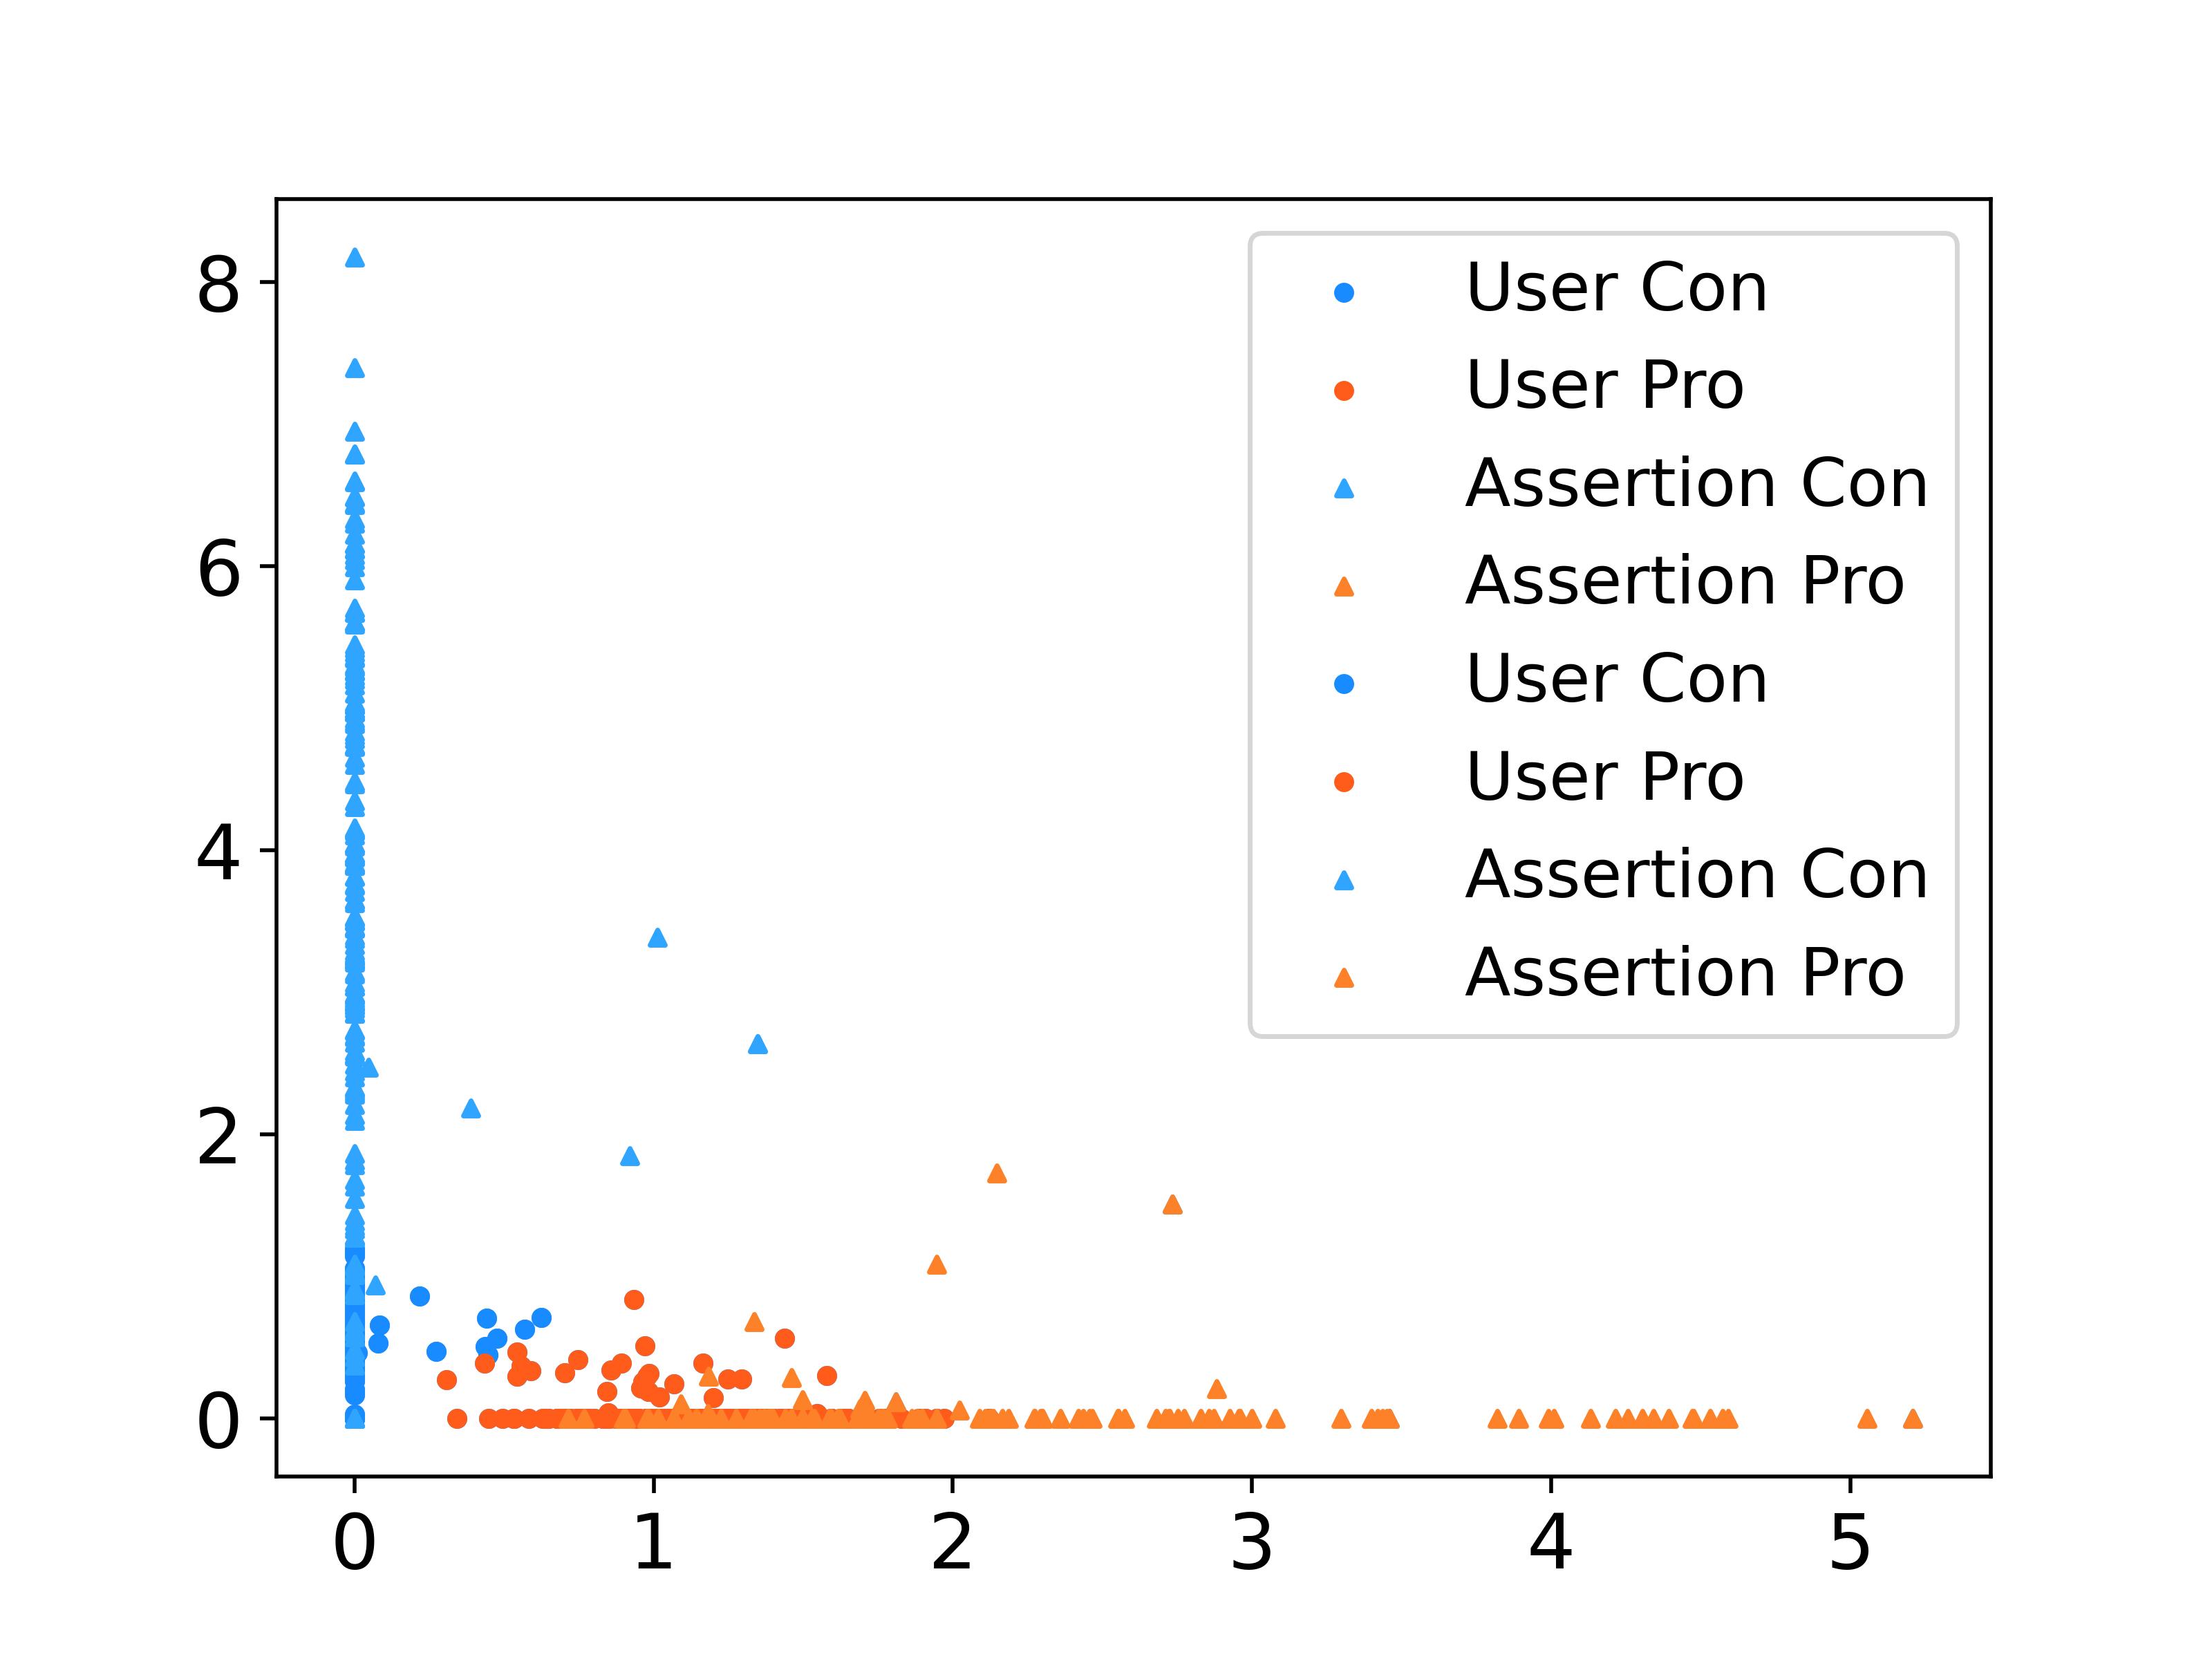 8
6
4
2
0
0 1 2 3 4 5
User Con
User Pro
Assertion Con
Assertion Pro
User Con
User Pro
Assertion Con
Assertion Pro